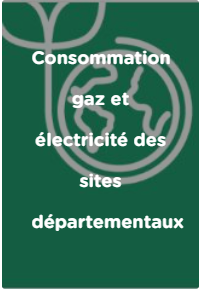 Consommation
gaz et
électricité des
sites
départementaux